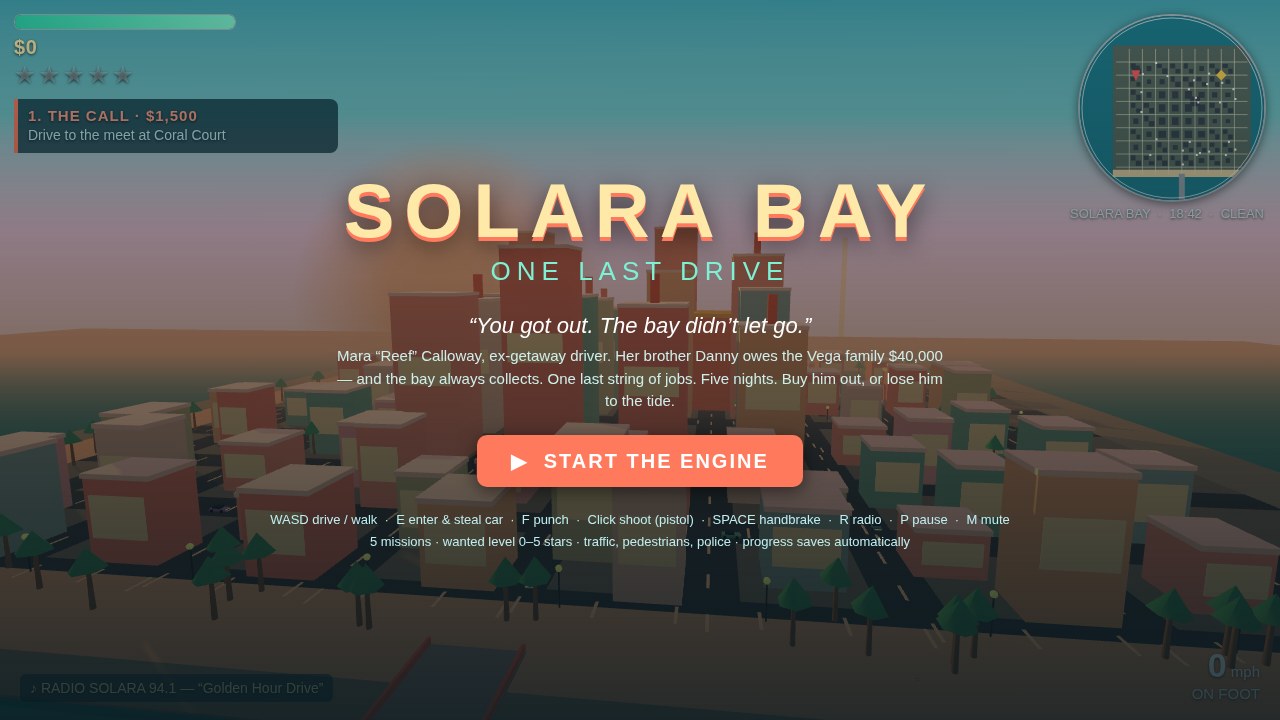 $0
★★★★★
1. THE CALL · $1,500
Drive to the meet at Coral Court
SOLARA BAY · 18:42 · CLEAN
SOLARA BAY
ONE LAST DRIVE
“You got out. The bay didn’t let go.”
Mara “Reef” Calloway, ex-getaway driver. Her brother Danny owes the Vega family $40,000
— and the bay always collects. One last string of jobs. Five nights. Buy him out, or lose him
to the tide.
▶ START THE ENGINE
WASD drive / walk · E enter & steal car · F punch · Click shoot (pistol) · SPACE handbrake · R radio · P pause · M mute
5 missions · wanted level 0–5 stars · traffic, pedestrians, police · progress saves automatically
♪ RADIO SOLARA 94.1 — “Golden Hour Drive”
0 mph
ON FOOT